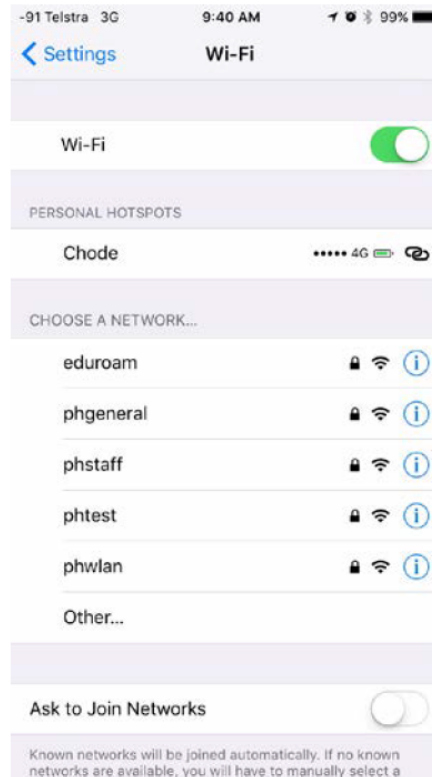 -91 Telstra 3G 9:40 AM 99%
Settings Wi-Fi
Wi-Fi
PERSONAL HOTSPOTS
Chode 4G
CHOOSE A NETWORK...
eduroam
phgeneral
phstaff
phtest
phwlan
Other...
Ask to Join Networks
Known networks will be joined automatically. If no known
networks are available, you will have to manually select a